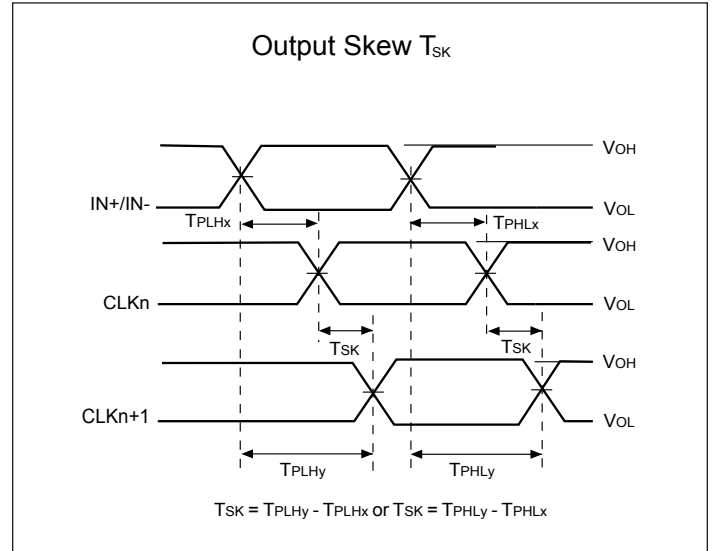 Output Skew TSK
VOH
IN+/IN-
VOL
TPLHx
TPHLx
VOH
CLKn
VOL
TSK
TSK
VOH
CLKn+1
VOL
TPLHy
TPHLy
TSK = TPLHy - TPLHx or TSK = TPHLy - TPHLx